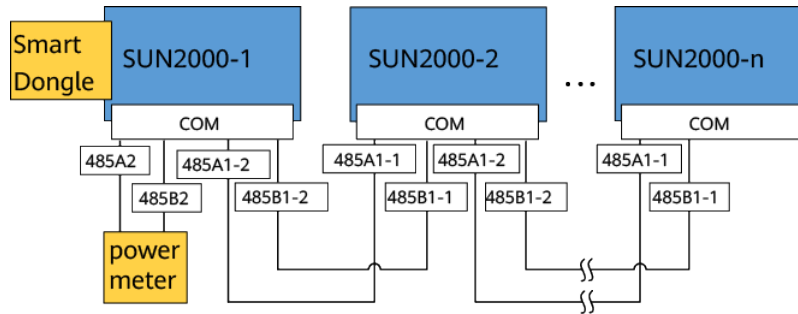 Smart
Dongle
SUN2000-1
SUN2000-2
...
SUN2000-n
COM
COM
COM
485A2
485A1-2
485A1-1
485A1-2
485A1-1
485B2
485B1-2
485B1-1
485B1-2
485B1-1
power
meter